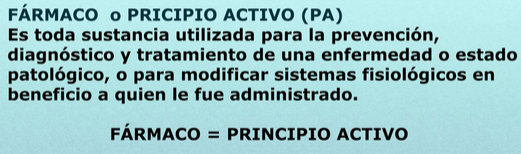 FÁRMACO o PRICIPIO ACTIVO (PA)
Es toda sustancia utilizada para la prevención,
diagnóstico y tratamiento de una enfermedad o estado
patológico, o para modificar sistemas fisiológicos en
beneficio a quien le fue administrado.
FÁRMACO = PRINCIPIO ACTIVO